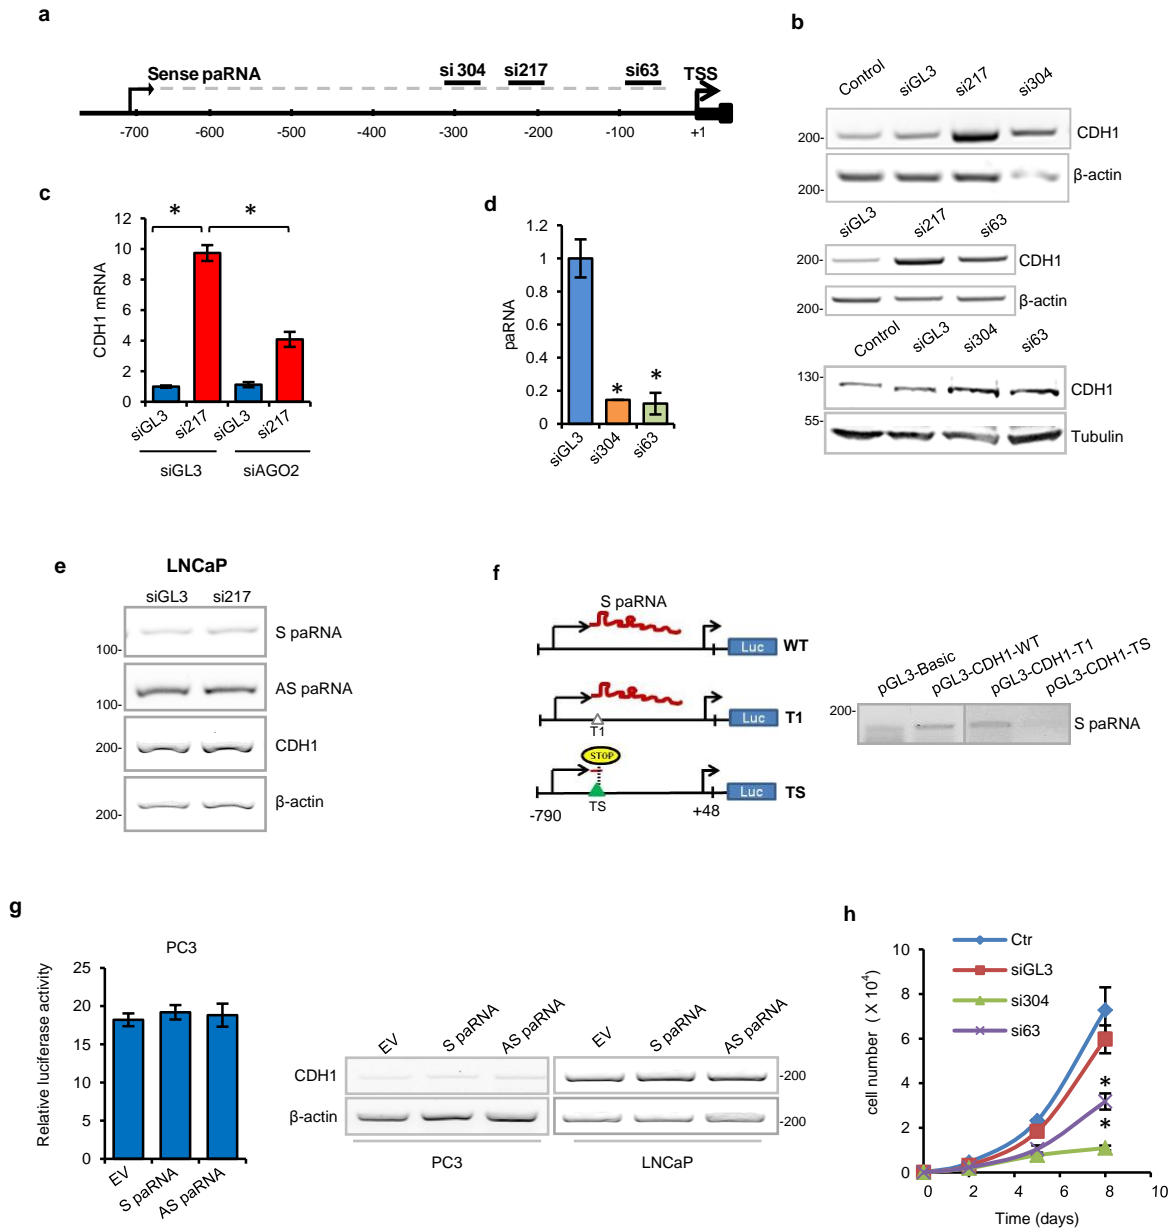 a
Sense paRNA
si 304
si217
si63
TSS
-700
-600
-500
-400
-300
-200
-100
+1
b
Control
siGL3
si217
si304
200-
CDH1
200-
β-actin
siGL3
si217
si63
200-
CDH1
200-
β-actin
Control
siGL3
si304
si63
130-
CDH1
55-
Tubulin
c
CDH1 mRNA
12
10
8
6
4
2
0
*
*
siGL3
si217
siGL3
si217
siGL3
siAGO2
d
paRNA
1.2
1
0.8
0.6
0.4
0.2
0
*
*
siGL3
si304
si63
e
LNCaP
siGL3
si217
S paRNA
100-
AS paRNA
100-
CDH1
200-
β-actin
200-
f
S paRNA
Luc
WT
T1
Luc
T1
STOP
TS
Luc
TS
-790
+48
pGL3-Basic
pGL3-CDH1-WT
pGL3-CDH1-T1
pGL3-CDH1-TS
200-
S paRNA
g
PC3
Relative luciferase activity
25
20
15
10
5
0
EV
S paRNA
AS paRNA
EV
S paRNA
AS paRNA
EV
S paRNA
AS paRNA
CDH1
-200
β-actin
-200
PC3
LNCaP
h
Ctr
siGL3
si304
si63
cell number ( X 10⁴)
10
8
6
4
2
0
*
*
0
2
4
6
8
10
Time (days)